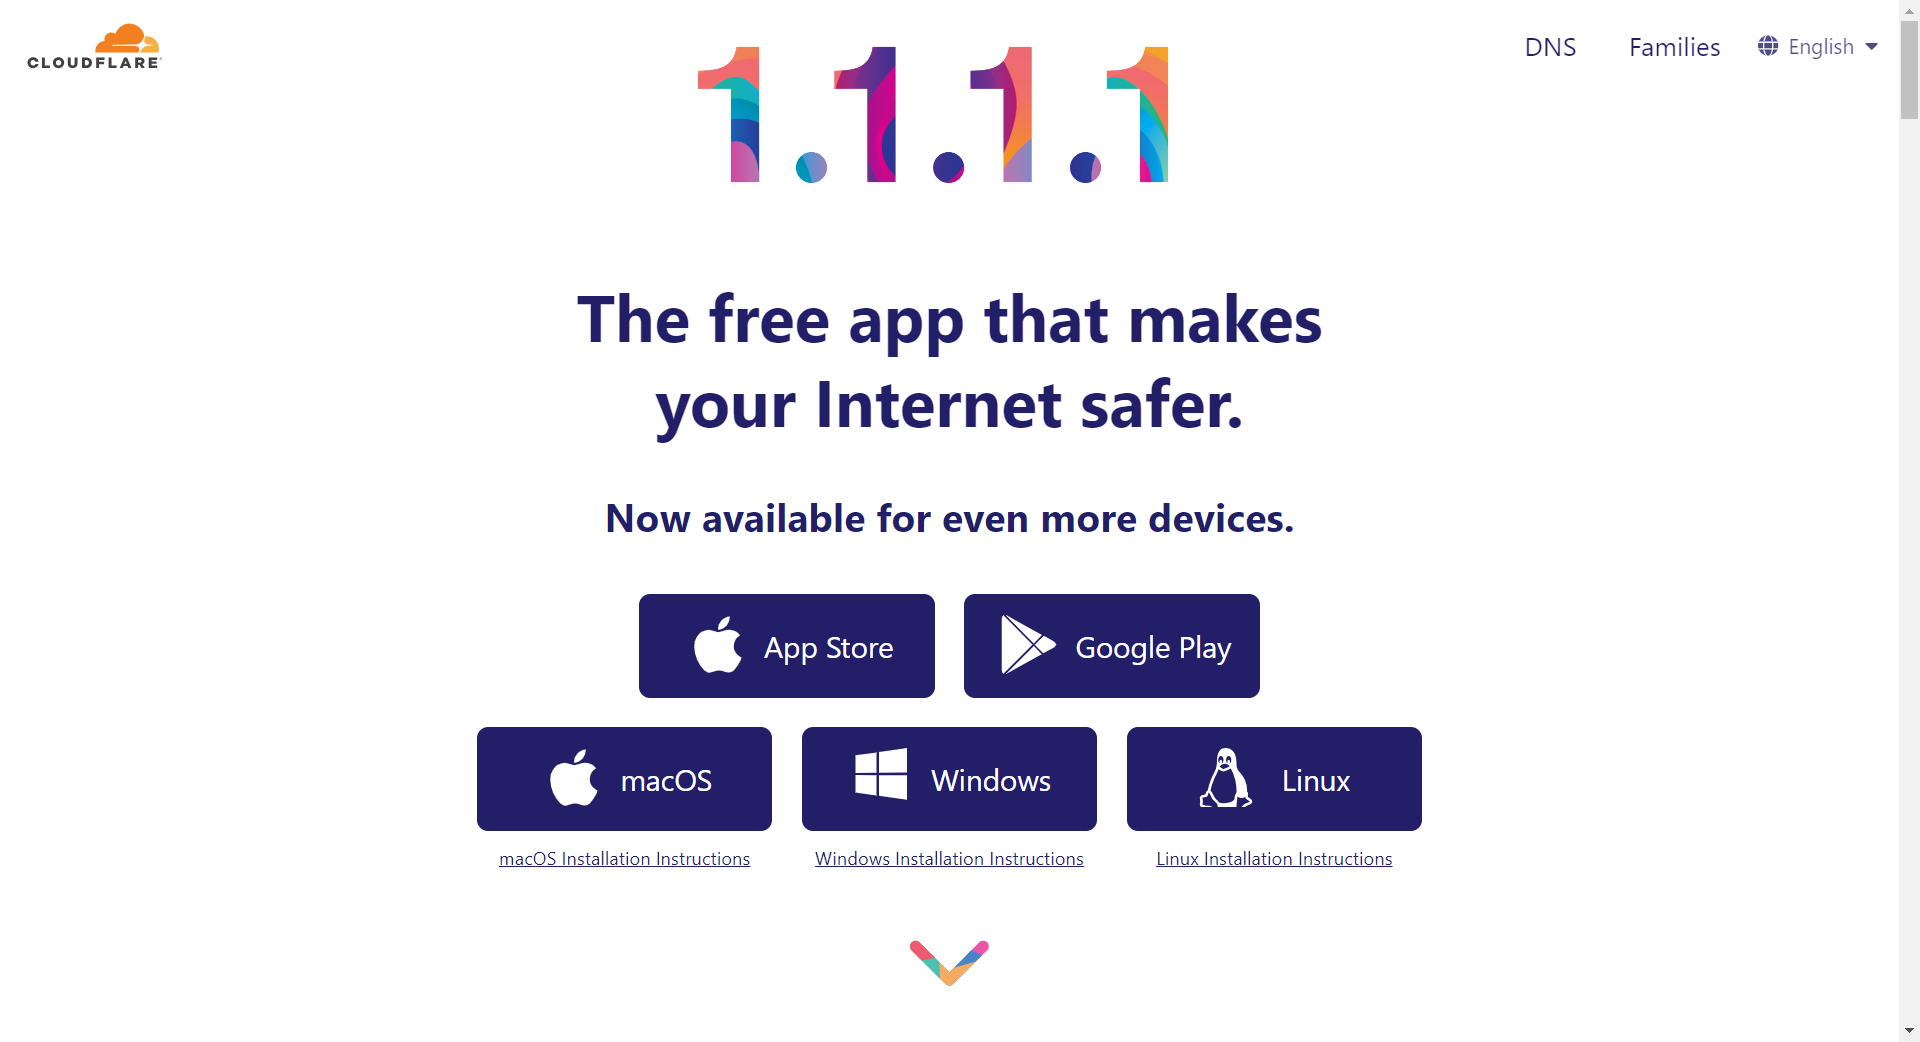 CLOUDFLARE
1.1.1.1
DNS
Families
English
The free app that makes
your Internet safer.
Now available for even more devices.
App Store
Google Play
macOS
Windows
Linux
macOS Installation Instructions
Windows Installation Instructions
Linux Installation Instructions